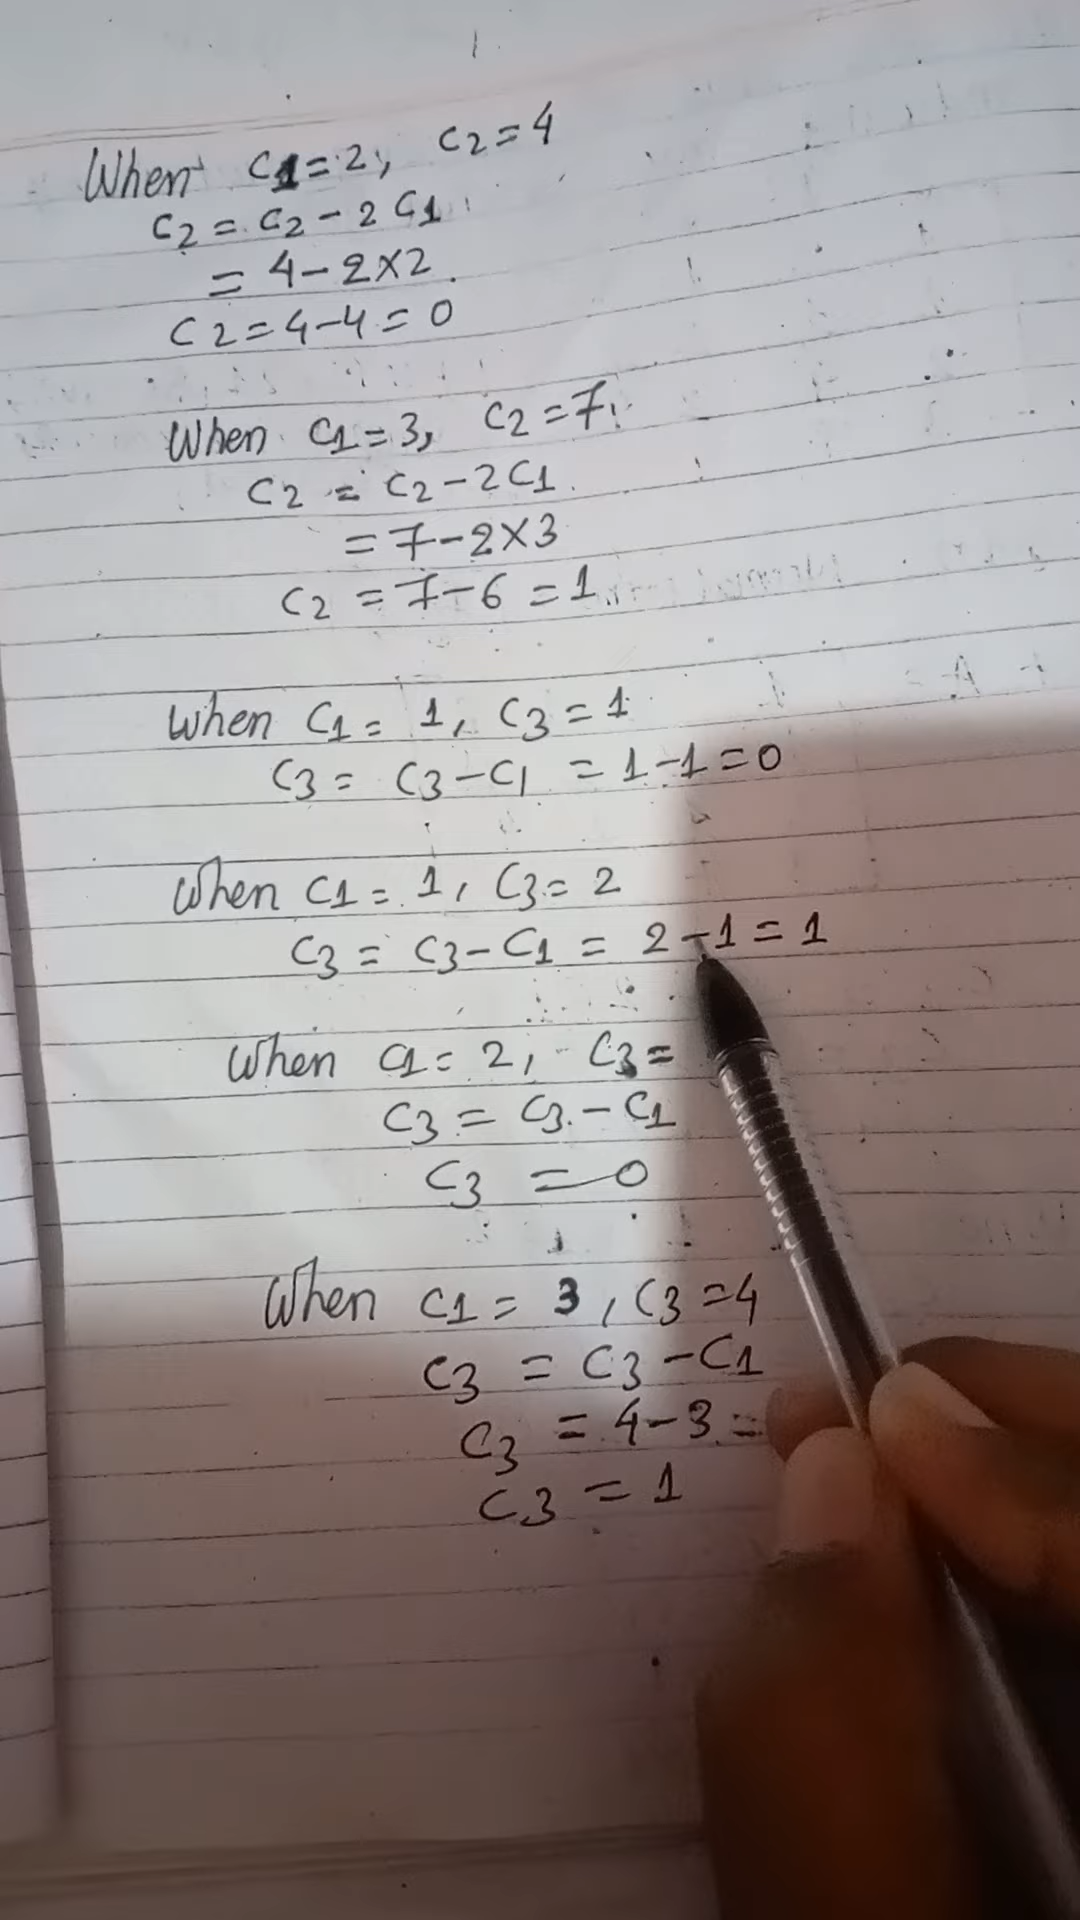 When C1=2, C2=4
C2 = C2 - 2 C1
= 4-2×2
C2=4-4=0
When C1=3, C2=7,
C2 = C2-2C1
=7-2×3
C2 = 7-6 =1
When C1= 1, C3=1
C3= C3-C1 = 1-1=0
When C1= 1, C3= 2
C3= C3-C1= 2-1=1
When C1= 2, C3=
C3 = C3-C1
C3 =0
When C1= 3, C3=4
C3 = C3-C1
C3 = 4-3 =
C3 = 1